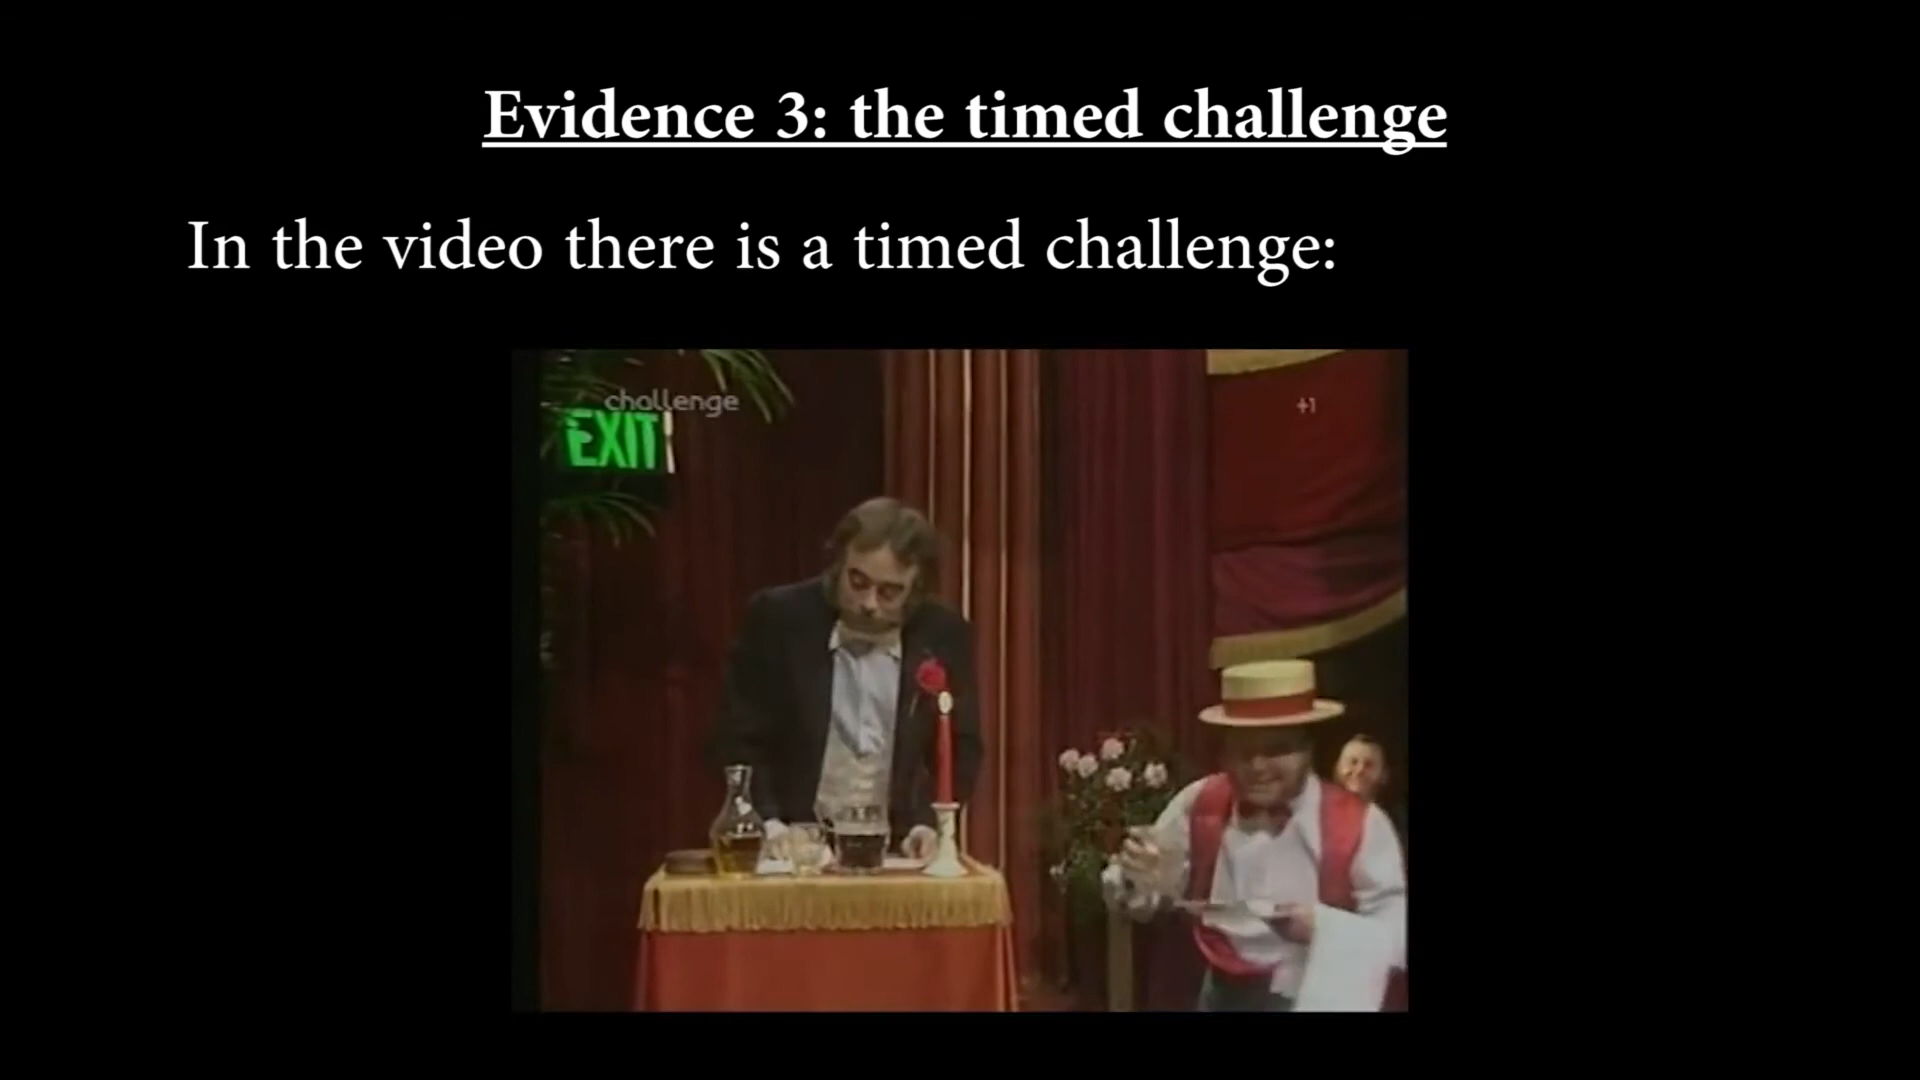 Evidence 3: the timed challenge
In the video there is a timed challenge:
challenge
+1
EXIT